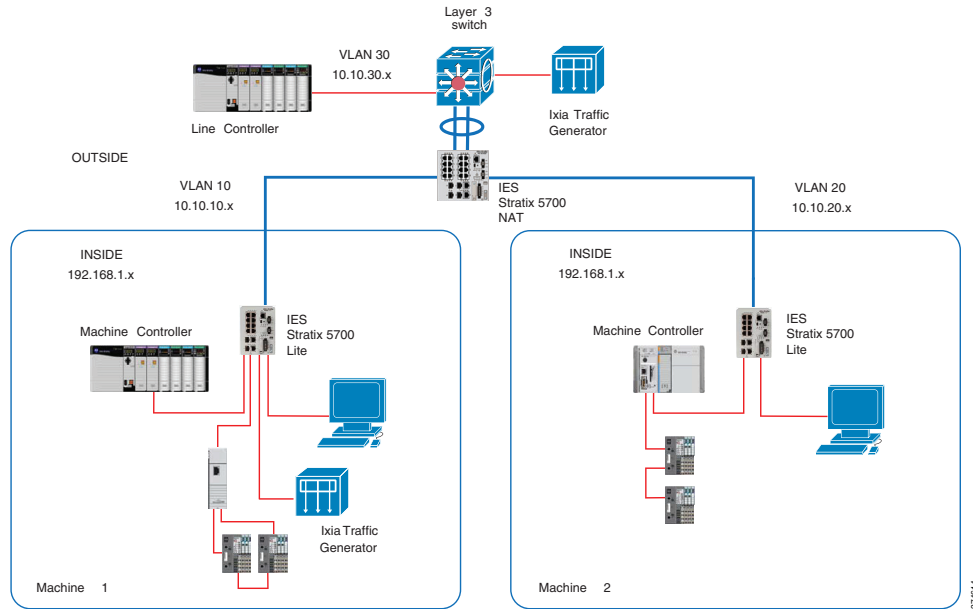 Layer 3
switch
VLAN 30
10.10.30.x
Line Controller
Ixia Traffic
Generator
OUTSIDE
VLAN 10
10.10.10.x
IES
Stratix 5700
NAT
VLAN 20
10.10.20.x
INSIDE
192.168.1.x
IES
Stratix 5700
Lite
Machine Controller
Ixia Traffic
Generator
Machine 1
INSIDE
192.168.1.x
IES
Stratix 5700
Lite
Machine Controller
Machine 2